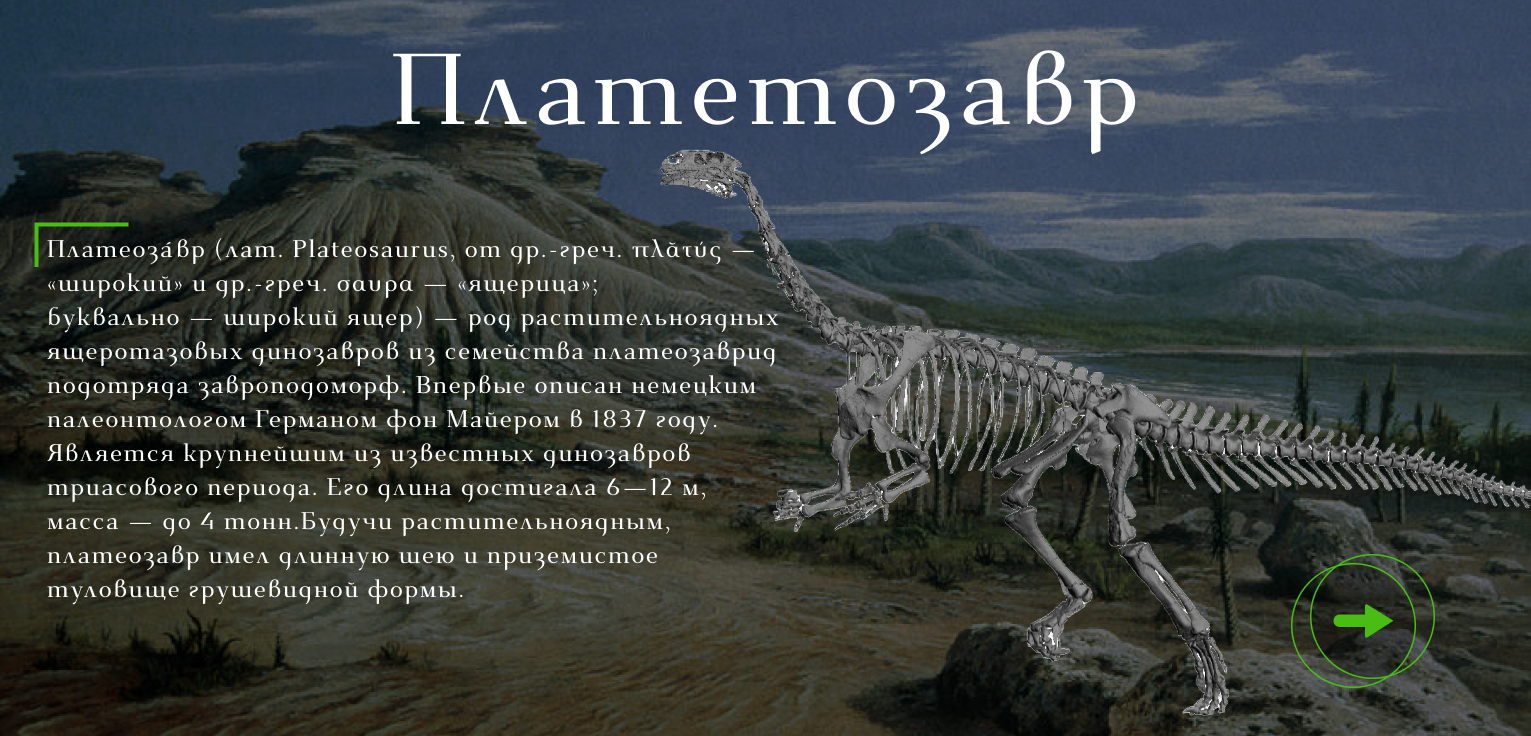 Платетозавр
Платеоза́вр (лат. Plateosaurus, от др.-греч. πλᾰτύς —
«широкий» и др.-греч. σαυρα — «ящерица»;
буквально — широкий ящер) — род растительноядных
ящеротазовых динозавров из семейства платеозаврид
подотряда завроподоморф. Впервые описан немецким
палеонтологом Германом фон Майером в 1837 году.
Является крупнейшим из известных динозавров
триасового периода. Его длина достигала 6—12 м,
масса — до 4 тонн.Будучи растительноядным,
платеозавр имел длинную шею и приземистое
туловище грушевидной формы.